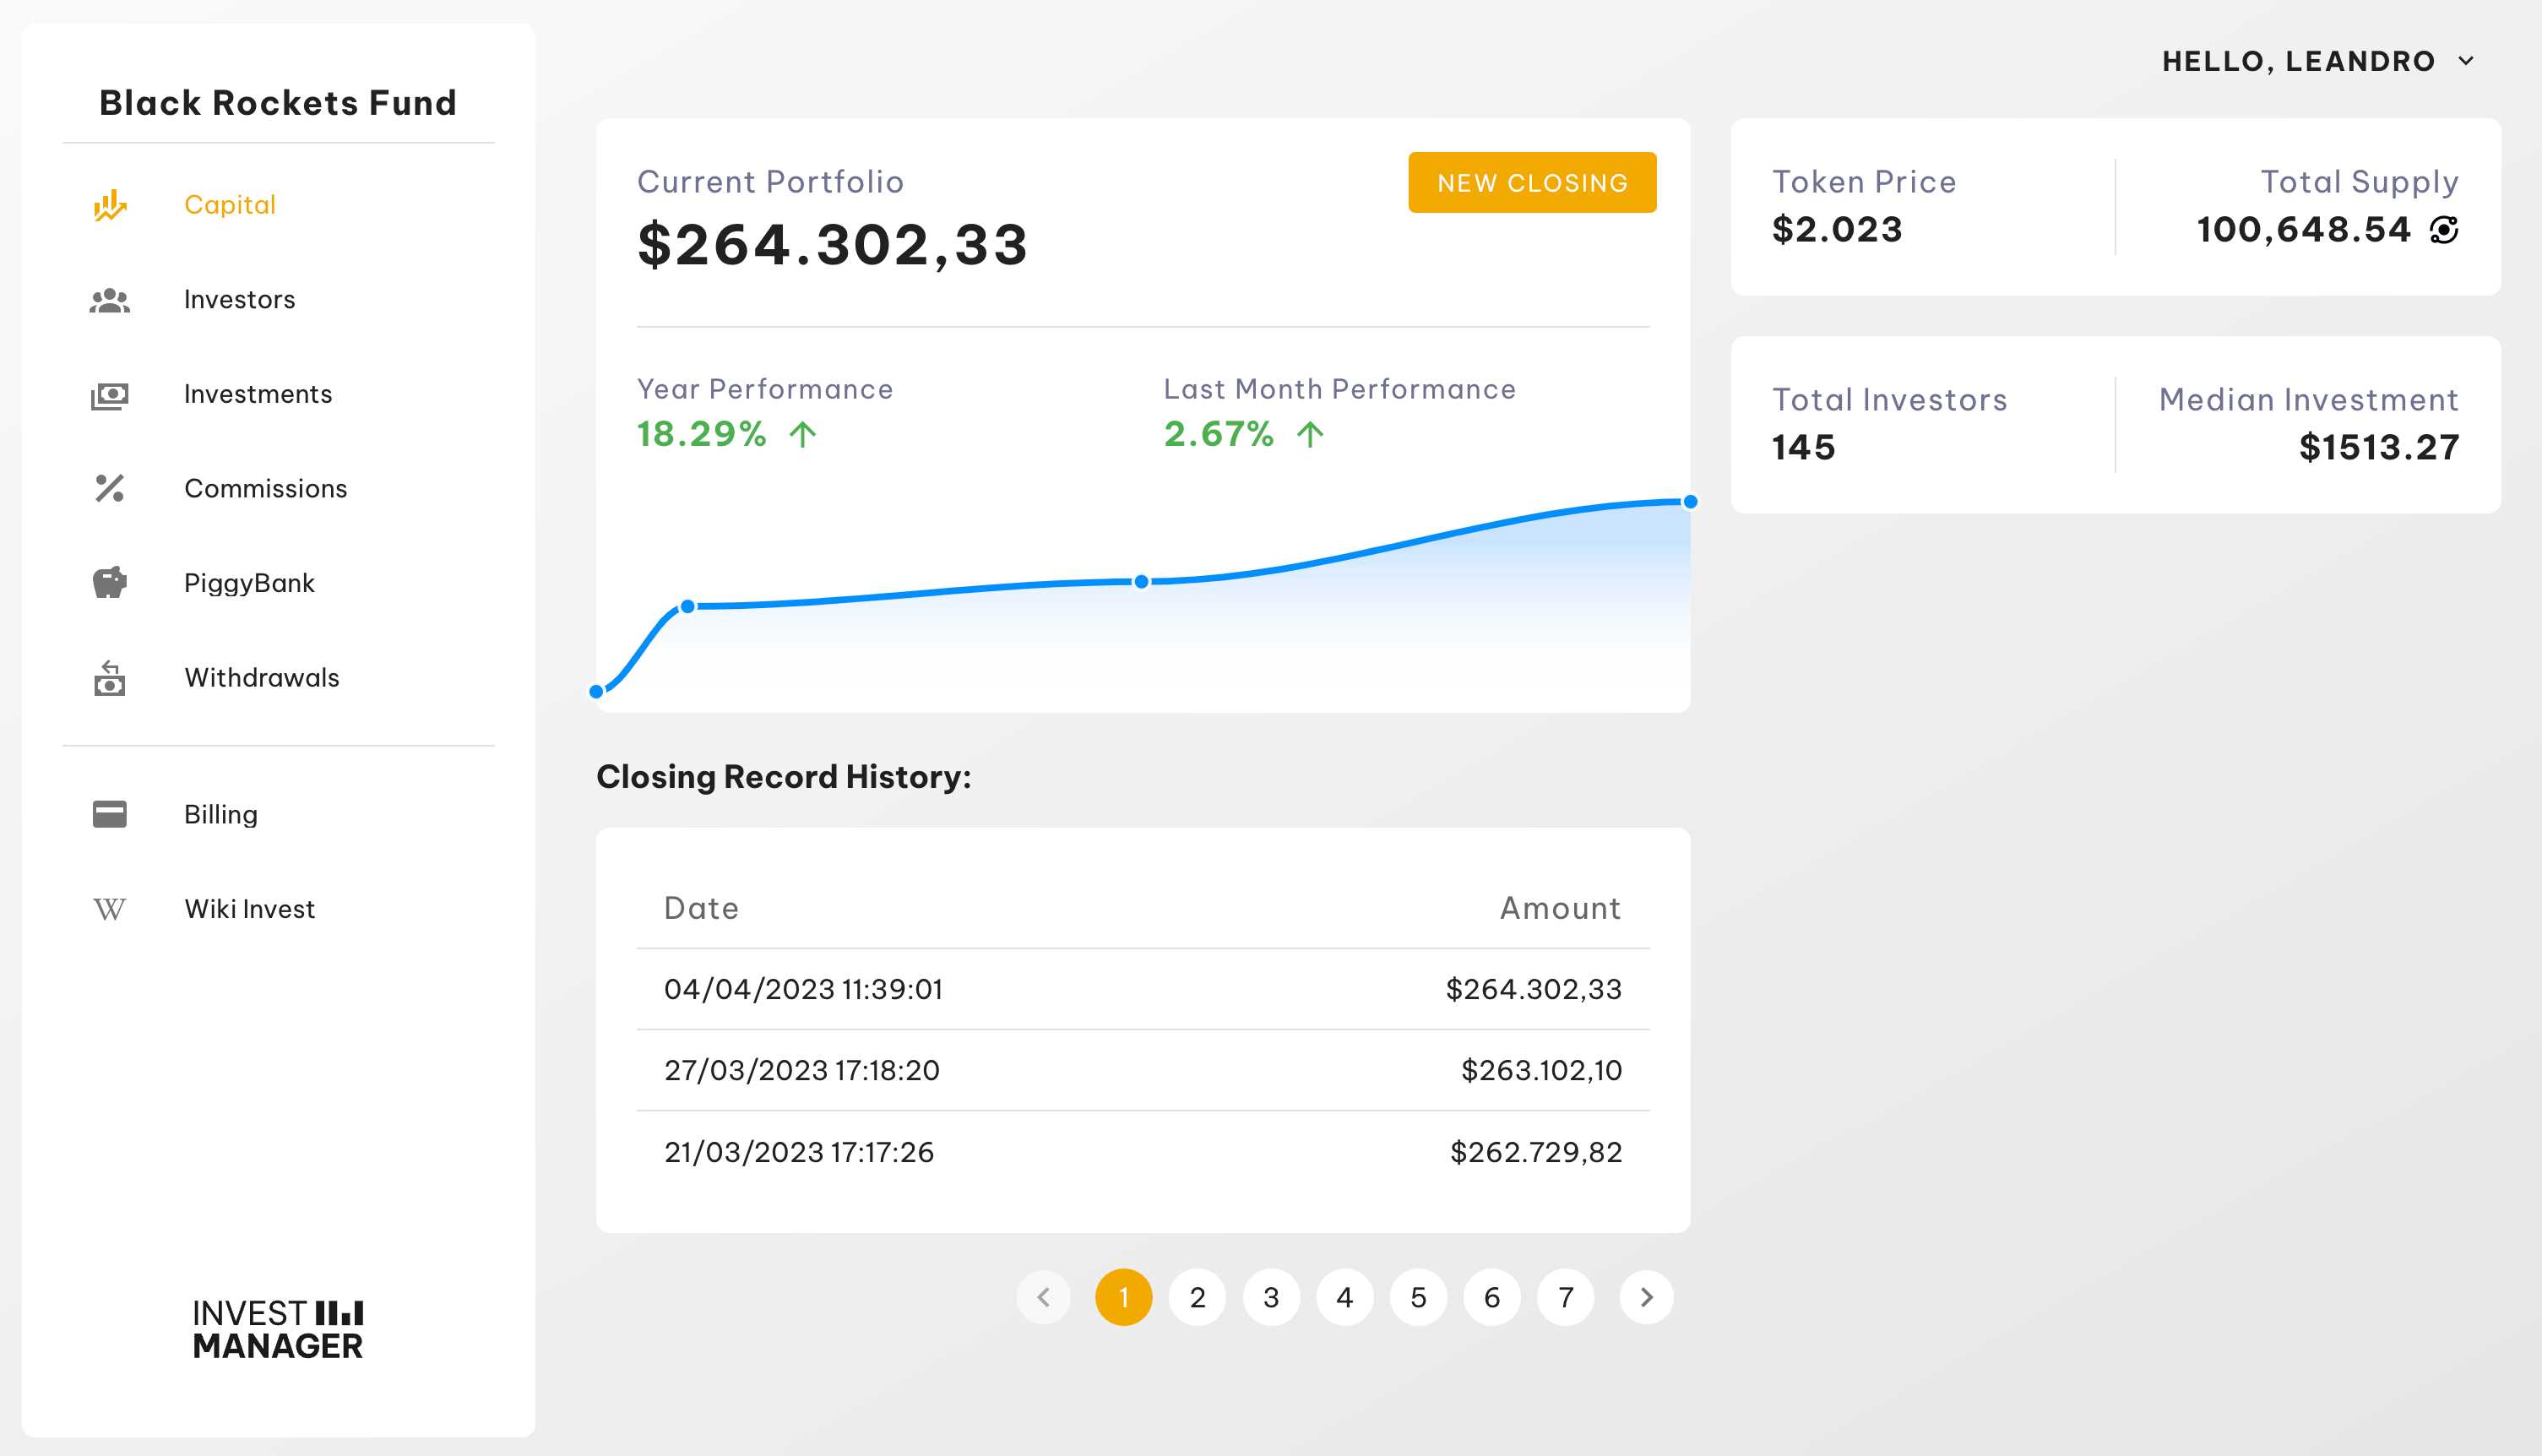 Black Rockets Fund
Capital
Investors
Investments
Commissions
PiggyBank
Withdrawals
Billing
W Wiki Invest
INVEST
MANAGER
HELLO, LEANDRO
Current Portfolio
$264.302,33
NEW CLOSING
Year Performance
18.29%
Last Month Performance
2.67%
Token Price
$2.023
Total Supply
100,648.54
Total Investors
145
Median Investment
$1513.27
Closing Record History:
Date Amount
04/04/2023 11:39:01 $264.302,33
27/03/2023 17:18:20 $263.102,10
21/03/2023 17:17:26 $262.729,82
1 2 3 4 5 6 7